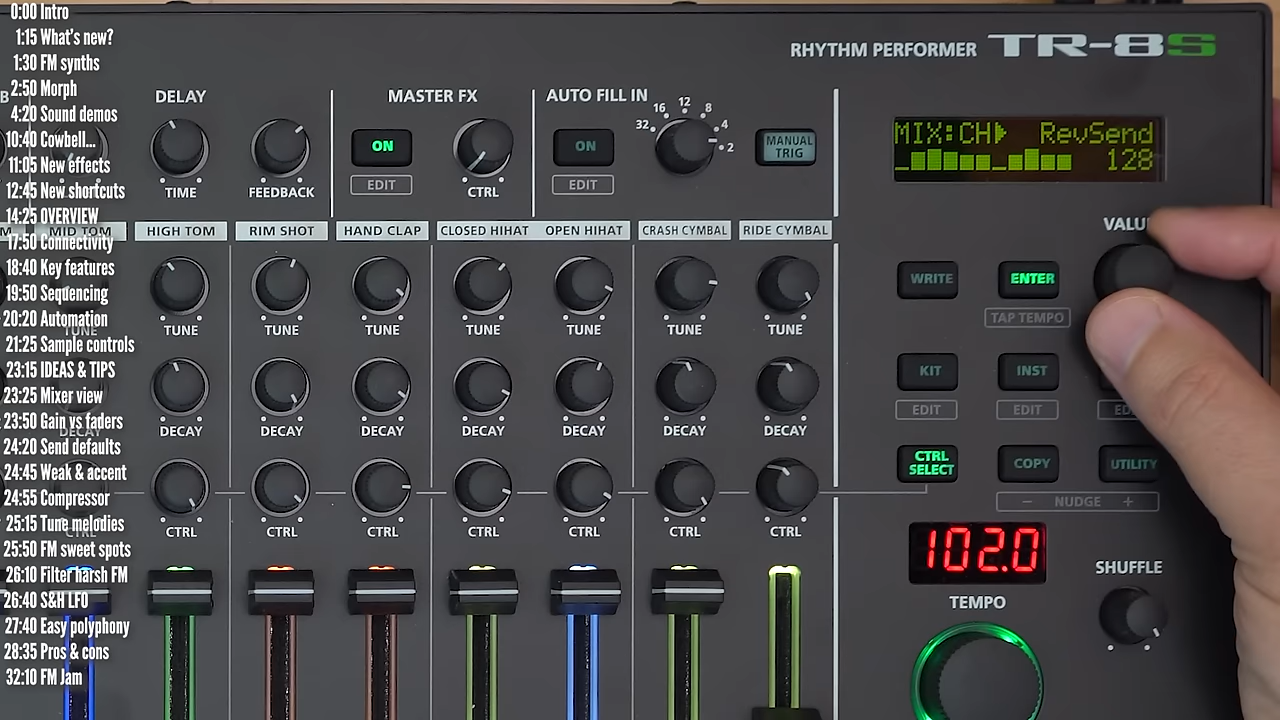 0:00 Intro
1:15 What's new?
1:30 FM synths
2:50 Morph
4:20 Sound demos
10:40 Cowbell...
11:05 New effects
12:45 New shortcuts
14:25 OVERVIEW
17:50 Connectivity
18:40 Key features
19:50 Sequencing
20:20 Automation
21:25 Sample controls
23:15 IDEAS & TIPS
23:25 Mixer view
23:50 Gain vs faders
24:20 Send defaults
24:45 Weak & accent
24:55 Compressor
25:15 Tune melodies
25:50 FM sweet spots
26:10 Filter harsh FM
26:40 S&H LFO
27:40 Easy polyphony
28:35 Pros & cons
32:10 FM Jam
RHYTHM PERFORMER TR-8S
DELAY MASTER FX AUTO FILL IN
32 16 12 8 4 2
ON ON MANUAL TRIG
EDIT EDIT
TIME FEEDBACK CTRL
MIX:CH RevSend
128
MID TOM HIGH TOM RIM SHOT HAND CLAP CLOSED HIHAT OPEN HIHAT CRASH CYMBAL RIDE CYMBAL
VALU
WRITE ENTER
TAP TEMPO
TUNE TUNE TUNE TUNE TUNE TUNE TUNE TUNE
KIT INST
EDIT EDIT ED
DECAY DECAY DECAY DECAY DECAY DECAY DECAY DECAY
CTRL SELECT COPY UTILITY
- NUDGE +
CTRL CTRL CTRL CTRL CTRL CTRL CTRL CTRL
102.0
TEMPO
SHUFFLE